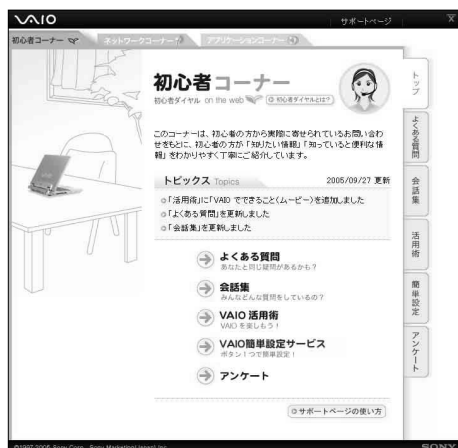 VAIO
サポートページ
初心者コーナー
ネットワークコーナー
アプリケーションコーナー
初心者コーナー
初心者ダイヤル on the web
初心者ダイヤルとは?
このコーナーは、初心者の方から実際に寄せられているお問い合わ
せをもとに、初心者の方が「知りたい情報」「知っていると便利な情
報」をわかりやすく丁寧にご紹介しています。
トピックス Topics
2005/09/27 更新
「活用術」に「VAIO でできること(ムービー)を追加しました
「よくある質問」を更新しました
「会話集」を更新しました
よくある質問
あなたと同じ疑問があるかも?
会話集
みんなどんな質問をしているの?
VAIO 活用術
VAIO を楽しもう!
VAIO簡単設定サービス
ボタン1つで簡単設定!
アンケート
サポートページの使い方
トップ
よくある質問
会話集
活用術
簡単設定
アンケート
©1997-2005 Sony Corp., Sony Marketing(Japan) Inc.
SONY